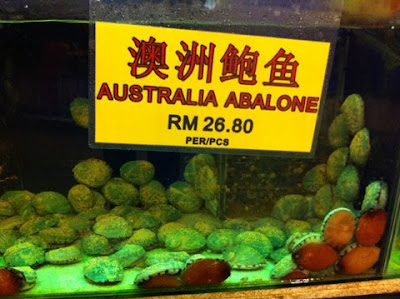 澳洲鲍鱼
AUSTRALIA ABALONE
RM 26.80
PER/PCS